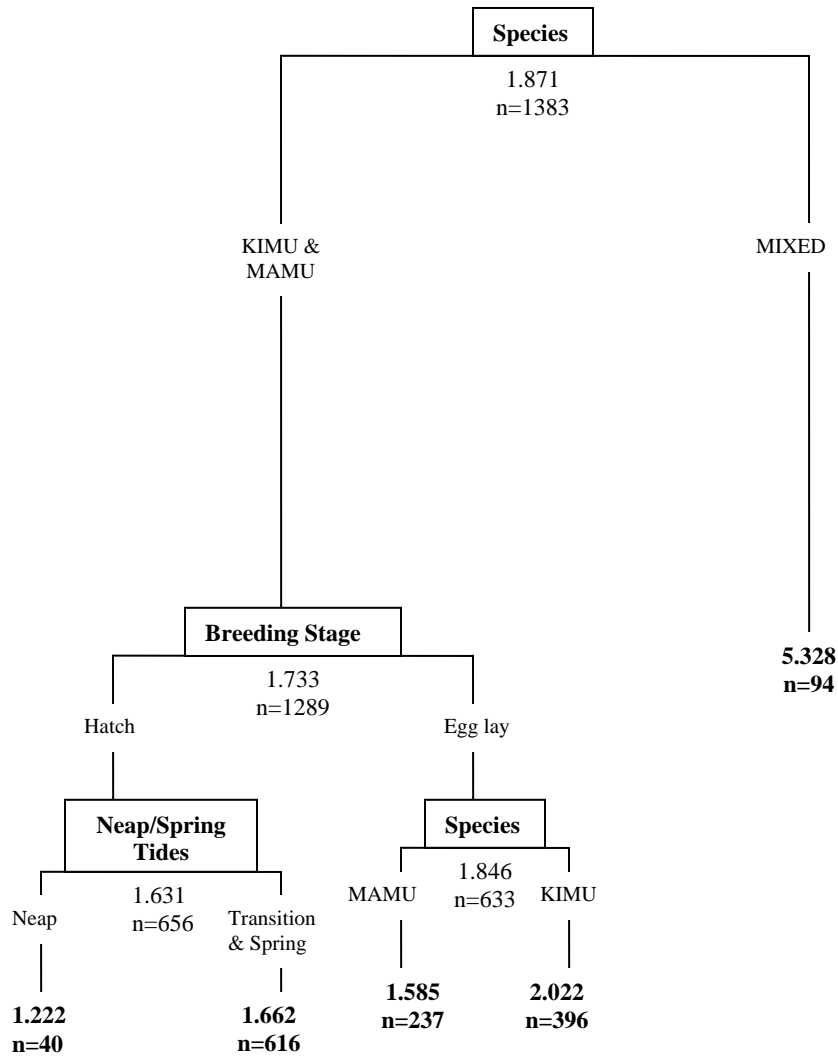 Species
1.871
n=1383
KIMU &
MAMU
MIXED
Breeding Stage
1.733
n=1289
5.328
n=94
Hatch
Egg lay
Neap/Spring
Tides
1.631
n=656
Species
1.846
n=633
Neap
Transition
& Spring
MAMU
KIMU
1.222
n=40
1.662
n=616
1.585
n=237
2.022
n=396